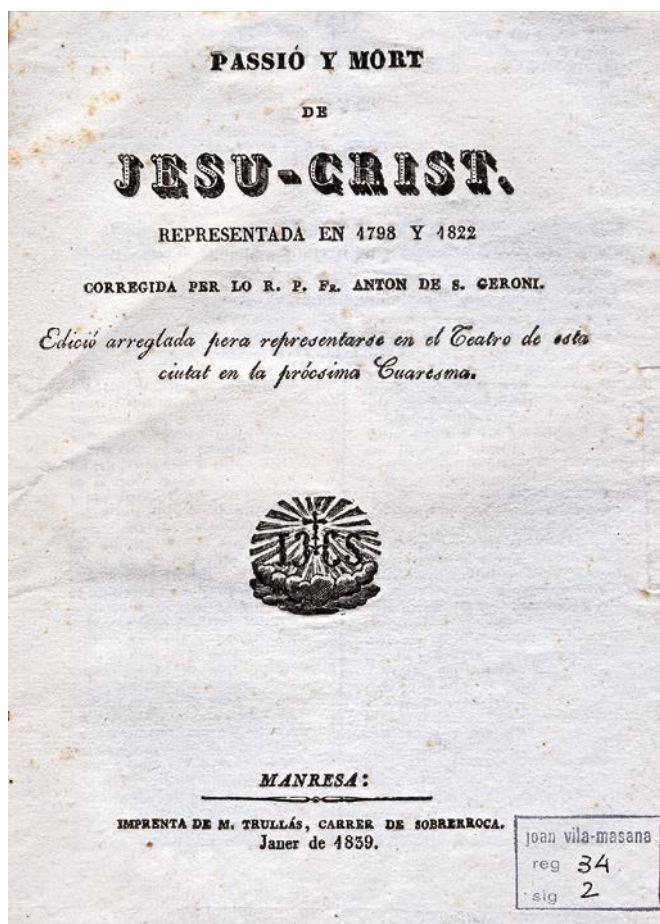 PASSIÓ Y MORT
DE
JESU-CRIST.
REPRESENTADA EN 1798 Y 1822
CORREGIDA PER LO R. P. Fr. ANTON DE S. GERONI.
Edició arreglada pera representarse en el Teatro de esta
ciutat en la prócsima Cuaresma.
MANRESA:
IMPRENTA DE M. TRULLÁS, CARRER DE SOBRERROCA.
Janer de 1839.
joan vila-masana
reg 34
sig 2